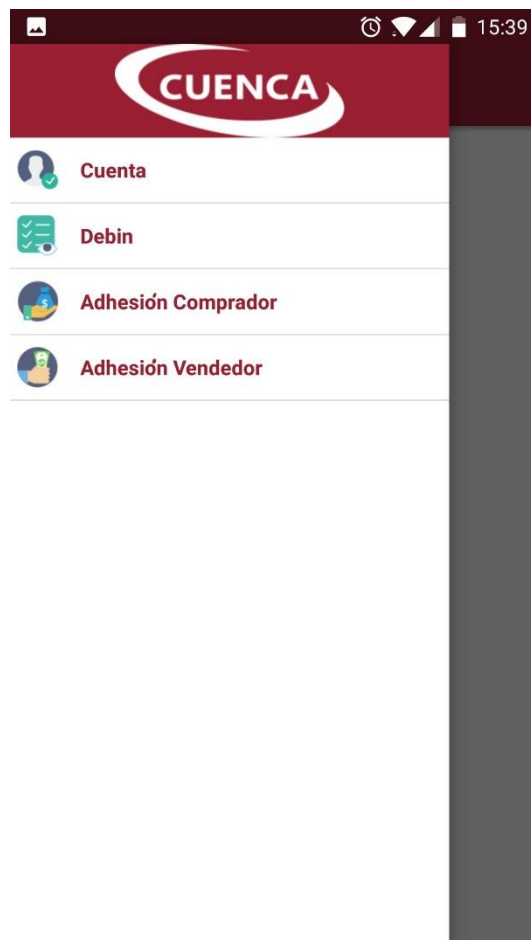 15:39
CUENCA
Cuenta
Debin
Adhesión Comprador
Adhesión Vendedor